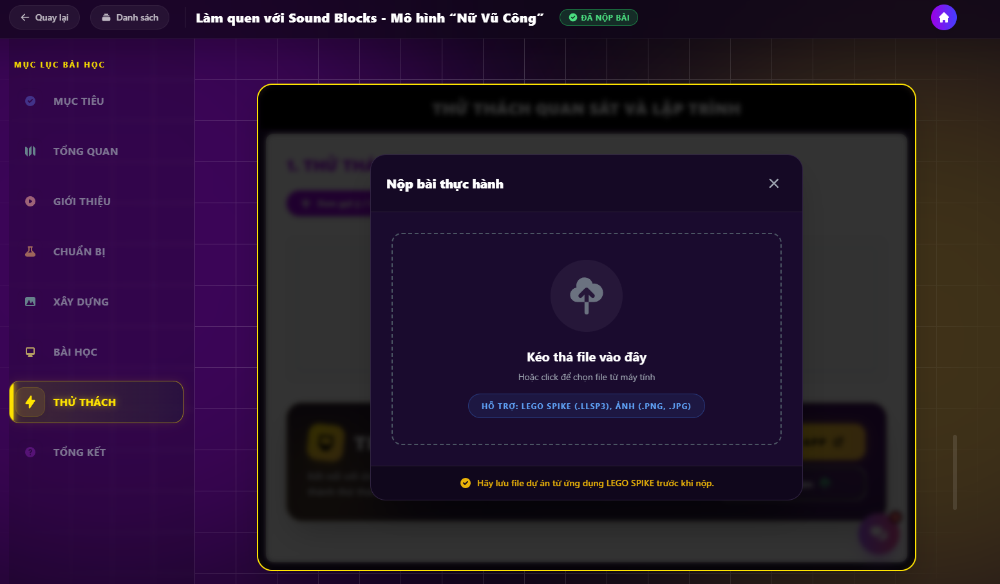 Quay lại
Danh sách
Làm quen với Sound Blocks - Mô hình “Nữ Vũ Công”
ĐÃ NỘP BÀI
MỤC LỤC BÀI HỌC
MỤC TIÊU
TỔNG QUAN
GIỚI THIỆU
CHUẨN BỊ
XÂY DỰNG
BÀI HỌC
THỬ THÁCH
TỔNG KẾT
THỬ THÁCH QUAN SÁT VÀ LẬP TRÌNH
1. THỬ
Nộp bài thực hành
Kéo thả file vào đây
Hoặc click để chọn file từ máy tính
HỖ TRỢ: LEGO SPIKE (.LLSP3), ẢNH (.PNG, .JPG)
Hãy lưu file dự án từ ứng dụng LEGO SPIKE trước khi nộp.